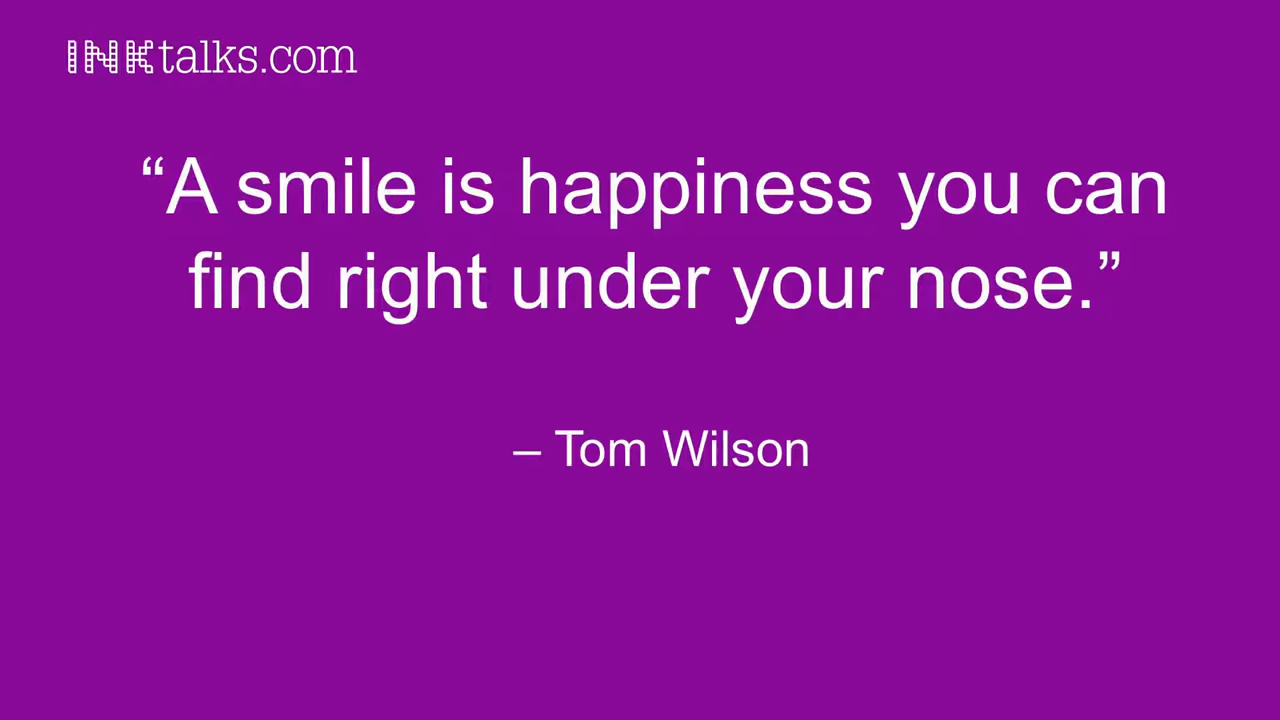 INKtalks.com
“A smile is happiness you can
find right under your nose.”
– Tom Wilson